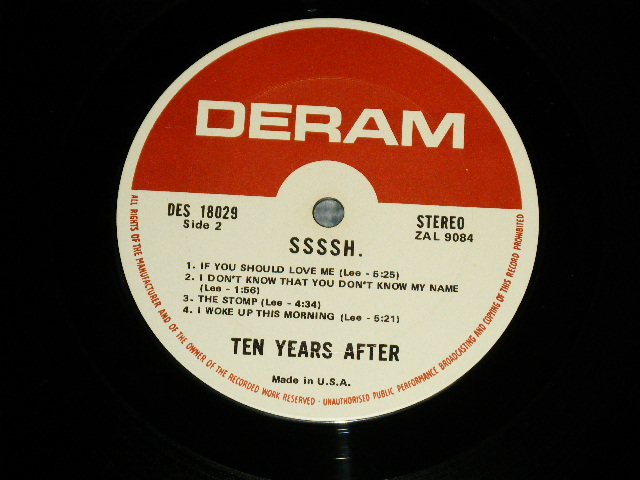 DERAM
DES 18029
Side 2
STEREO
ZAL 9084
SSSSH.
1. IF YOU SHOULD LOVE ME (Lee - 5:25)
2. I DON'T KNOW THAT YOU DON'T KNOW MY NAME
(Lee - 1:56)
3. THE STOMP (Lee - 4:34)
4. I WOKE UP THIS MORNING (Lee - 5:21)
TEN YEARS AFTER
Made in U.S.A.
ALL RIGHTS OF THE MANUFACTURER AND OF THE OWNER OF THE RECORDED WORK RESERVED - UNAUTHORISED PUBLIC PERFORMANCE BROADCASTING AND COPYING OF THIS RECORD PROHIBITED